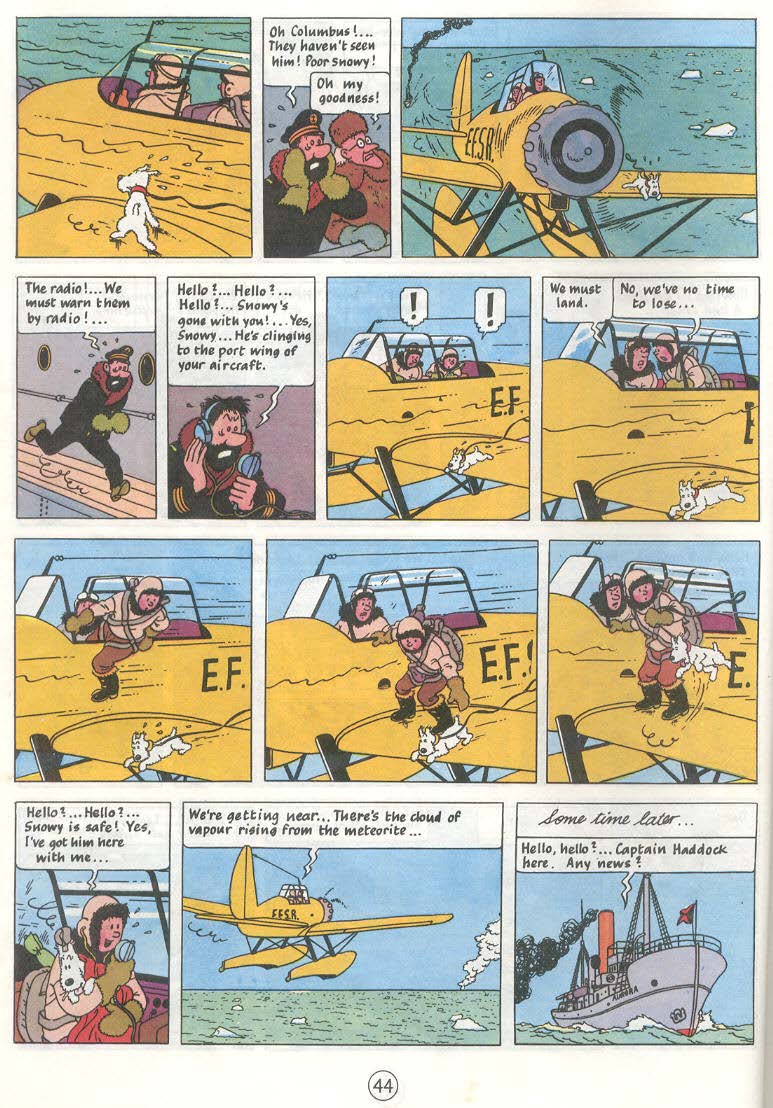 Oh Columbus!...
They haven't seen
him! Poor Snowy!
Oh my
goodness!
E.F.S.R.
The radio!... We
must warn them
by radio!...
Hello?... Hello?...
Hello?... Snowy's
gone with you!... Yes,
Snowy... He's clinging
to the port wing of
your aircraft.
!
!
E.F.
We must
land.
No, we've no time
to lose...
E
E.F.
E.F.S
E.
Hello?... Hello?...
Snowy is safe! Yes,
I've got him here
with me...
We're getting near... There's the cloud of
vapour rising from the meteorite...
E.F.S.R.
Some time later...
Hello, hello?... Captain Haddock
here. Any news?
AURORA
44